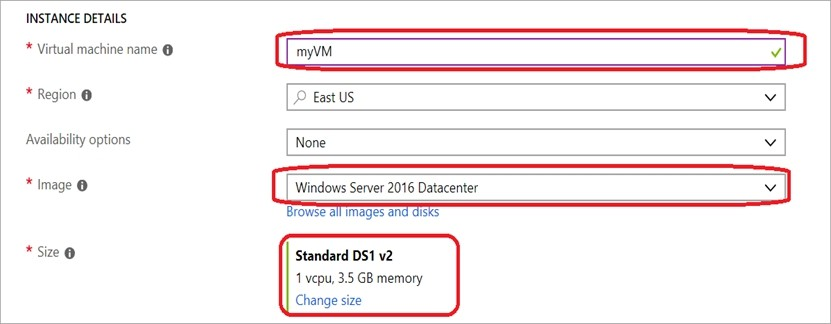 INSTANCE DETAILS
* Virtual machine name
myVM
* Region
East US
Availability options
None
* Image
Windows Server 2016 Datacenter
Browse all images and disks
* Size
Standard DS1 v2
1 vcpu, 3.5 GB memory
Change size